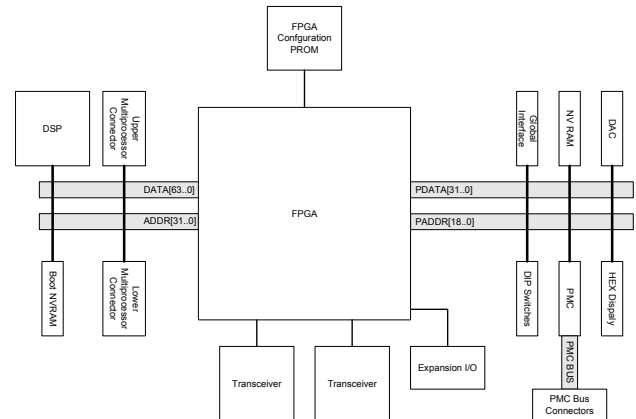 FPGA
Confguration
PROM
DSP
Upper
Multiprocessor
Connector
Global
Interface
NV RAM
DAC
DATA[63..0]
PDATA[31..0]
FPGA
ADDR[31..0]
PADDR[18..0]
Boot NVRAM
Lower
Multiprocessor
Connector
DIP Switches
PMC
HEX Dispaly
PMC BUS
Transceiver
Transceiver
Expansion I/O
PMC Bus
Connectors